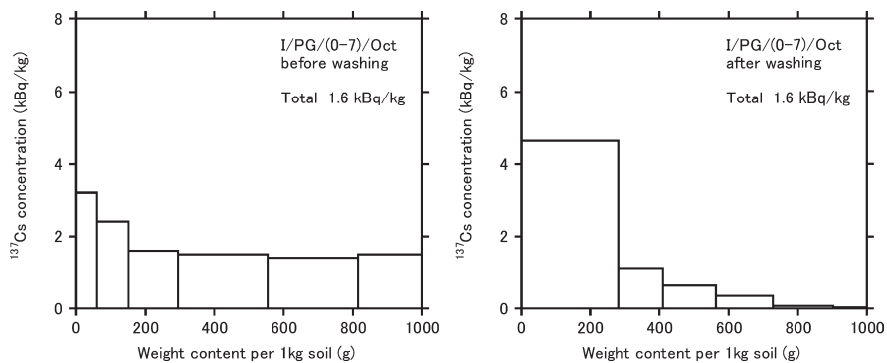 8
6
4
2
0
¹³⁷Cs concentration (kBq/kg)
I/PG/(0-7)/Oct
before washing
Total 1.6 kBq/kg
0 200 400 600 800 1000
Weight content per 1kg soil (g)
8
6
4
2
0
¹³⁷Cs concentration (kBq/kg)
I/PG/(0-7)/Oct
after washing
Total 1.6 kBq/kg
0 200 400 600 800 1000
Weight content per 1kg soil (g)